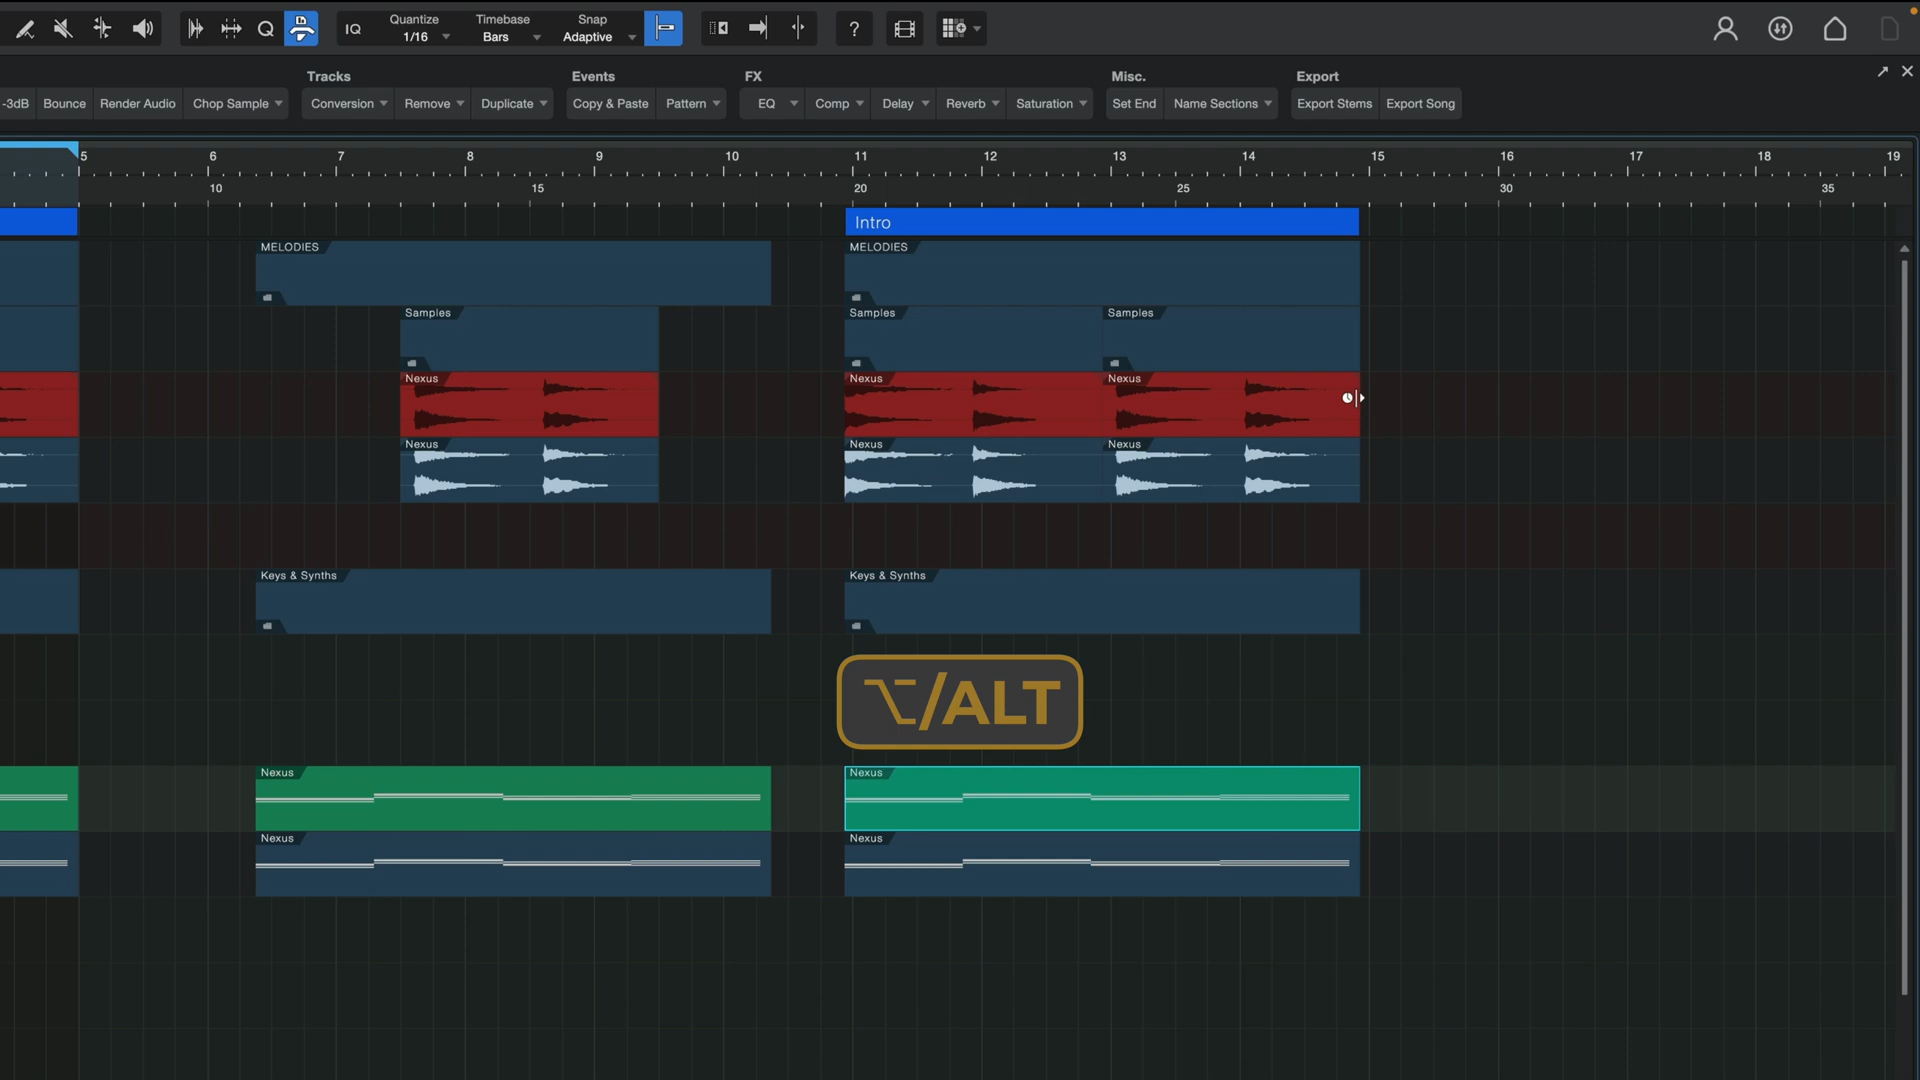 IQ
Quantize
1/16
Timebase
Bars
Snap
Adaptive
?
Tracks
Events
FX
Misc.
Export
-3dB
Bounce
Render Audio
Chop Sample
Conversion
Remove
Duplicate
Copy & Paste
Pattern
EQ
Comp
Delay
Reverb
Saturation
Set End
Name Sections
Export Stems
Export Song
5 6 7 8 9 10 11 12 13 14 15 16 17 18 19
10 15 20 25 30 35
Intro
MELODIES
MELODIES
Samples
Samples
Samples
Nexus
Nexus
Nexus
Nexus
Nexus
Nexus
Keys & Synths
Keys & Synths
⌥/ALT
Nexus
Nexus
Nexus
Nexus